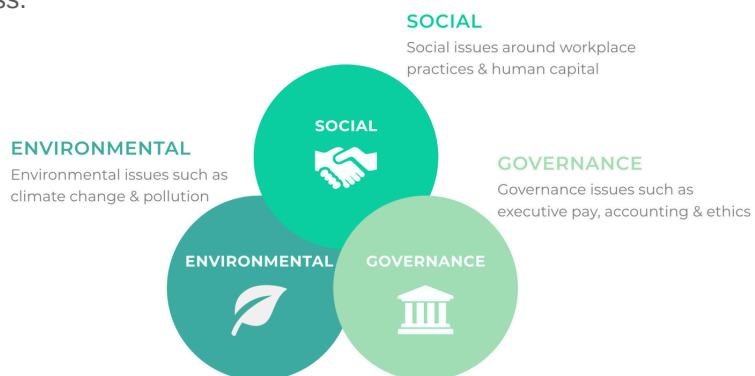 ss.
SOCIAL
Social issues around workplace
practices & human capital
SOCIAL
ENVIRONMENTAL
Environmental issues such as
climate change & pollution
GOVERNANCE
Governance issues such as
executive pay, accounting & ethics
ENVIRONMENTAL
GOVERNANCE